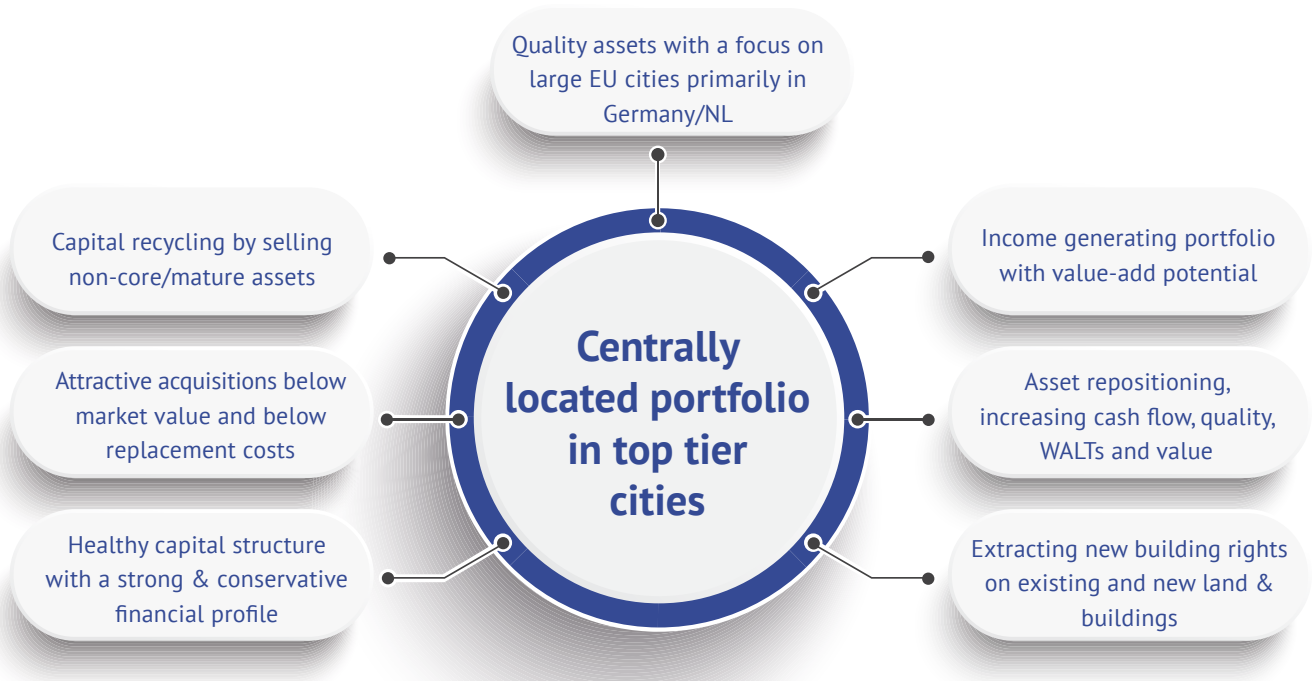 Quality assets with a focus on
large EU cities primarily in
Germany/NL
Capital recycling by selling
non-core/mature assets
Income generating portfolio
with value-add potential
Centrally
located portfolio
in top tier
cities
Attractive acquisitions below
market value and below
replacement costs
Asset repositioning,
increasing cash flow, quality,
WALTs and value
Healthy capital structure
with a strong & conservative
financial profile
Extracting new building rights
on existing and new land &
buildings